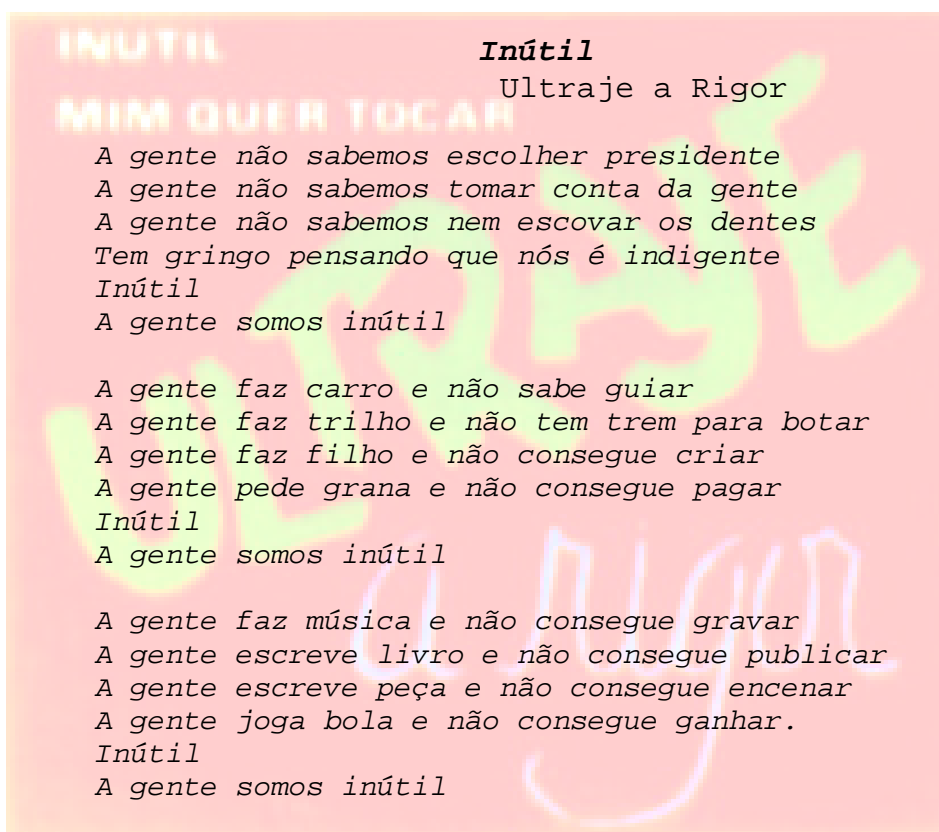 INUTIL
MIM QUER TOCAR
ULTRAJE
a rigor
Inútil
Ultraje a Rigor
A gente não sabemos escolher presidente
A gente não sabemos tomar conta da gente
A gente não sabemos nem escovar os dentes
Tem gringo pensando que nós é indigente
Inútil
A gente somos inútil
A gente faz carro e não sabe guiar
A gente faz trilho e não tem trem para botar
A gente faz filho e não consegue criar
A gente pede grana e não consegue pagar
Inútil
A gente somos inútil
A gente faz música e não consegue gravar
A gente escreve livro e não consegue publicar
A gente escreve peça e não consegue encenar
A gente joga bola e não consegue ganhar.
Inútil
A gente somos inútil